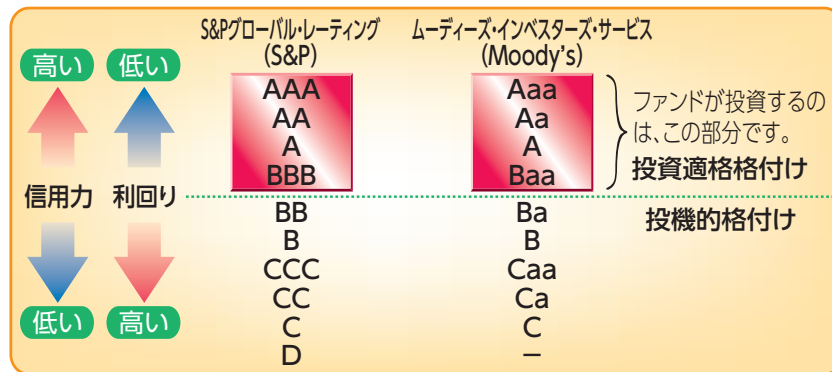 S&Pグローバル・レーティング
(S&P)
ムーディーズ・インベスターズ・サービス
(Moody's)
高い
低い
信用力
利回り
低い
高い
AAA
AA
A
BBB
BB
B
CCC
CC
C
D
Aaa
Aa
A
Baa
Ba
B
Caa
Ca
C
−
ファンドが投資するの
は、この部分です。
投資適格格付け
投機的格付け